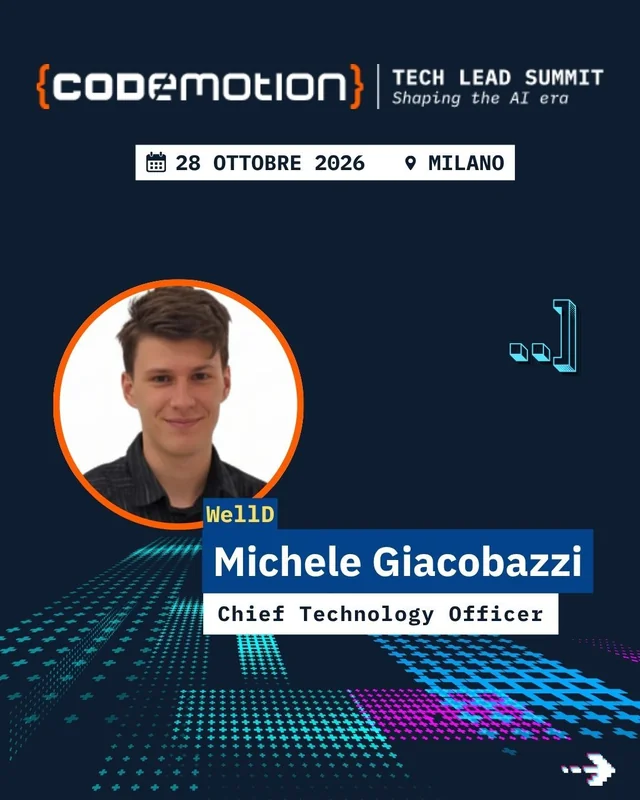 {CODEMOTION} TECH LEAD SUMMIT
Shaping the AI era
28 OTTOBRE 2026 MILANO
..]
WellD
Michele Giacobazzi
Chief Technology Officer